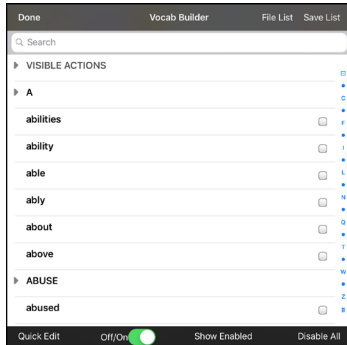 Done Vocab Builder File List Save List
Search
VISIBLE ACTIONS
A
abilities
ability
able
ably
about
above
ABUSE
abused
C
F
I
L
N
Q
T
W
Z
Quick Edit Off/On Show Enabled Disable All